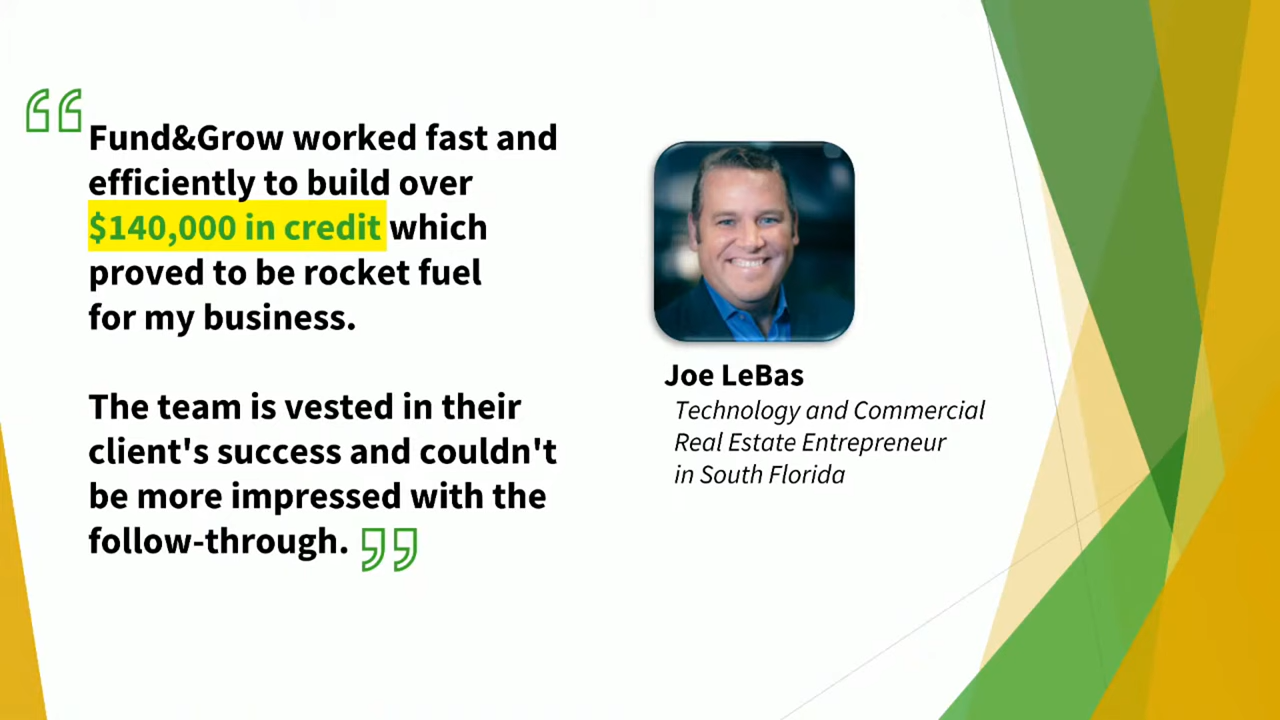 Fund&Grow worked fast and
efficiently to build over
$140,000 in credit which
proved to be rocket fuel
for my business.
The team is vested in their
client's success and couldn't
be more impressed with the
follow-through.
Joe LeBas
Technology and Commercial
Real Estate Entrepreneur
in South Florida